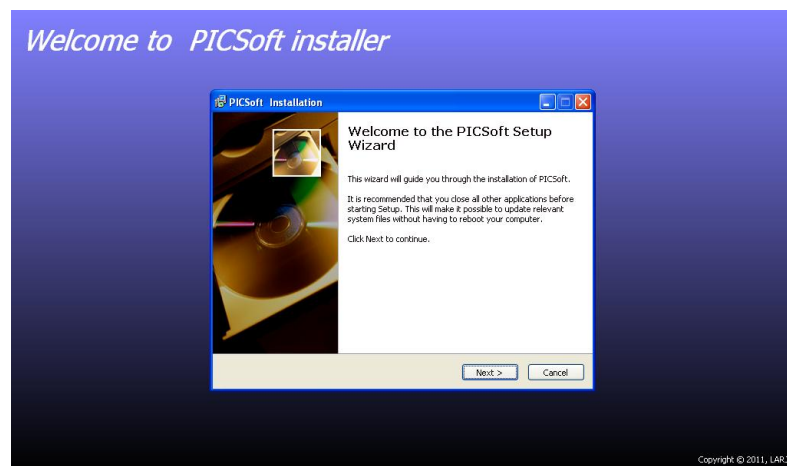 Welcome to PICSoft installer
PICSoft Installation
Welcome to the PICSoft Setup
Wizard
This wizard will guide you through the installation of PICSoft.
It is recommended that you close all other applications before
starting Setup. This will make it possible to update relevant
system files without having to reboot your computer.
Click Next to continue.
Next >
Cancel
Copyright © 2011,